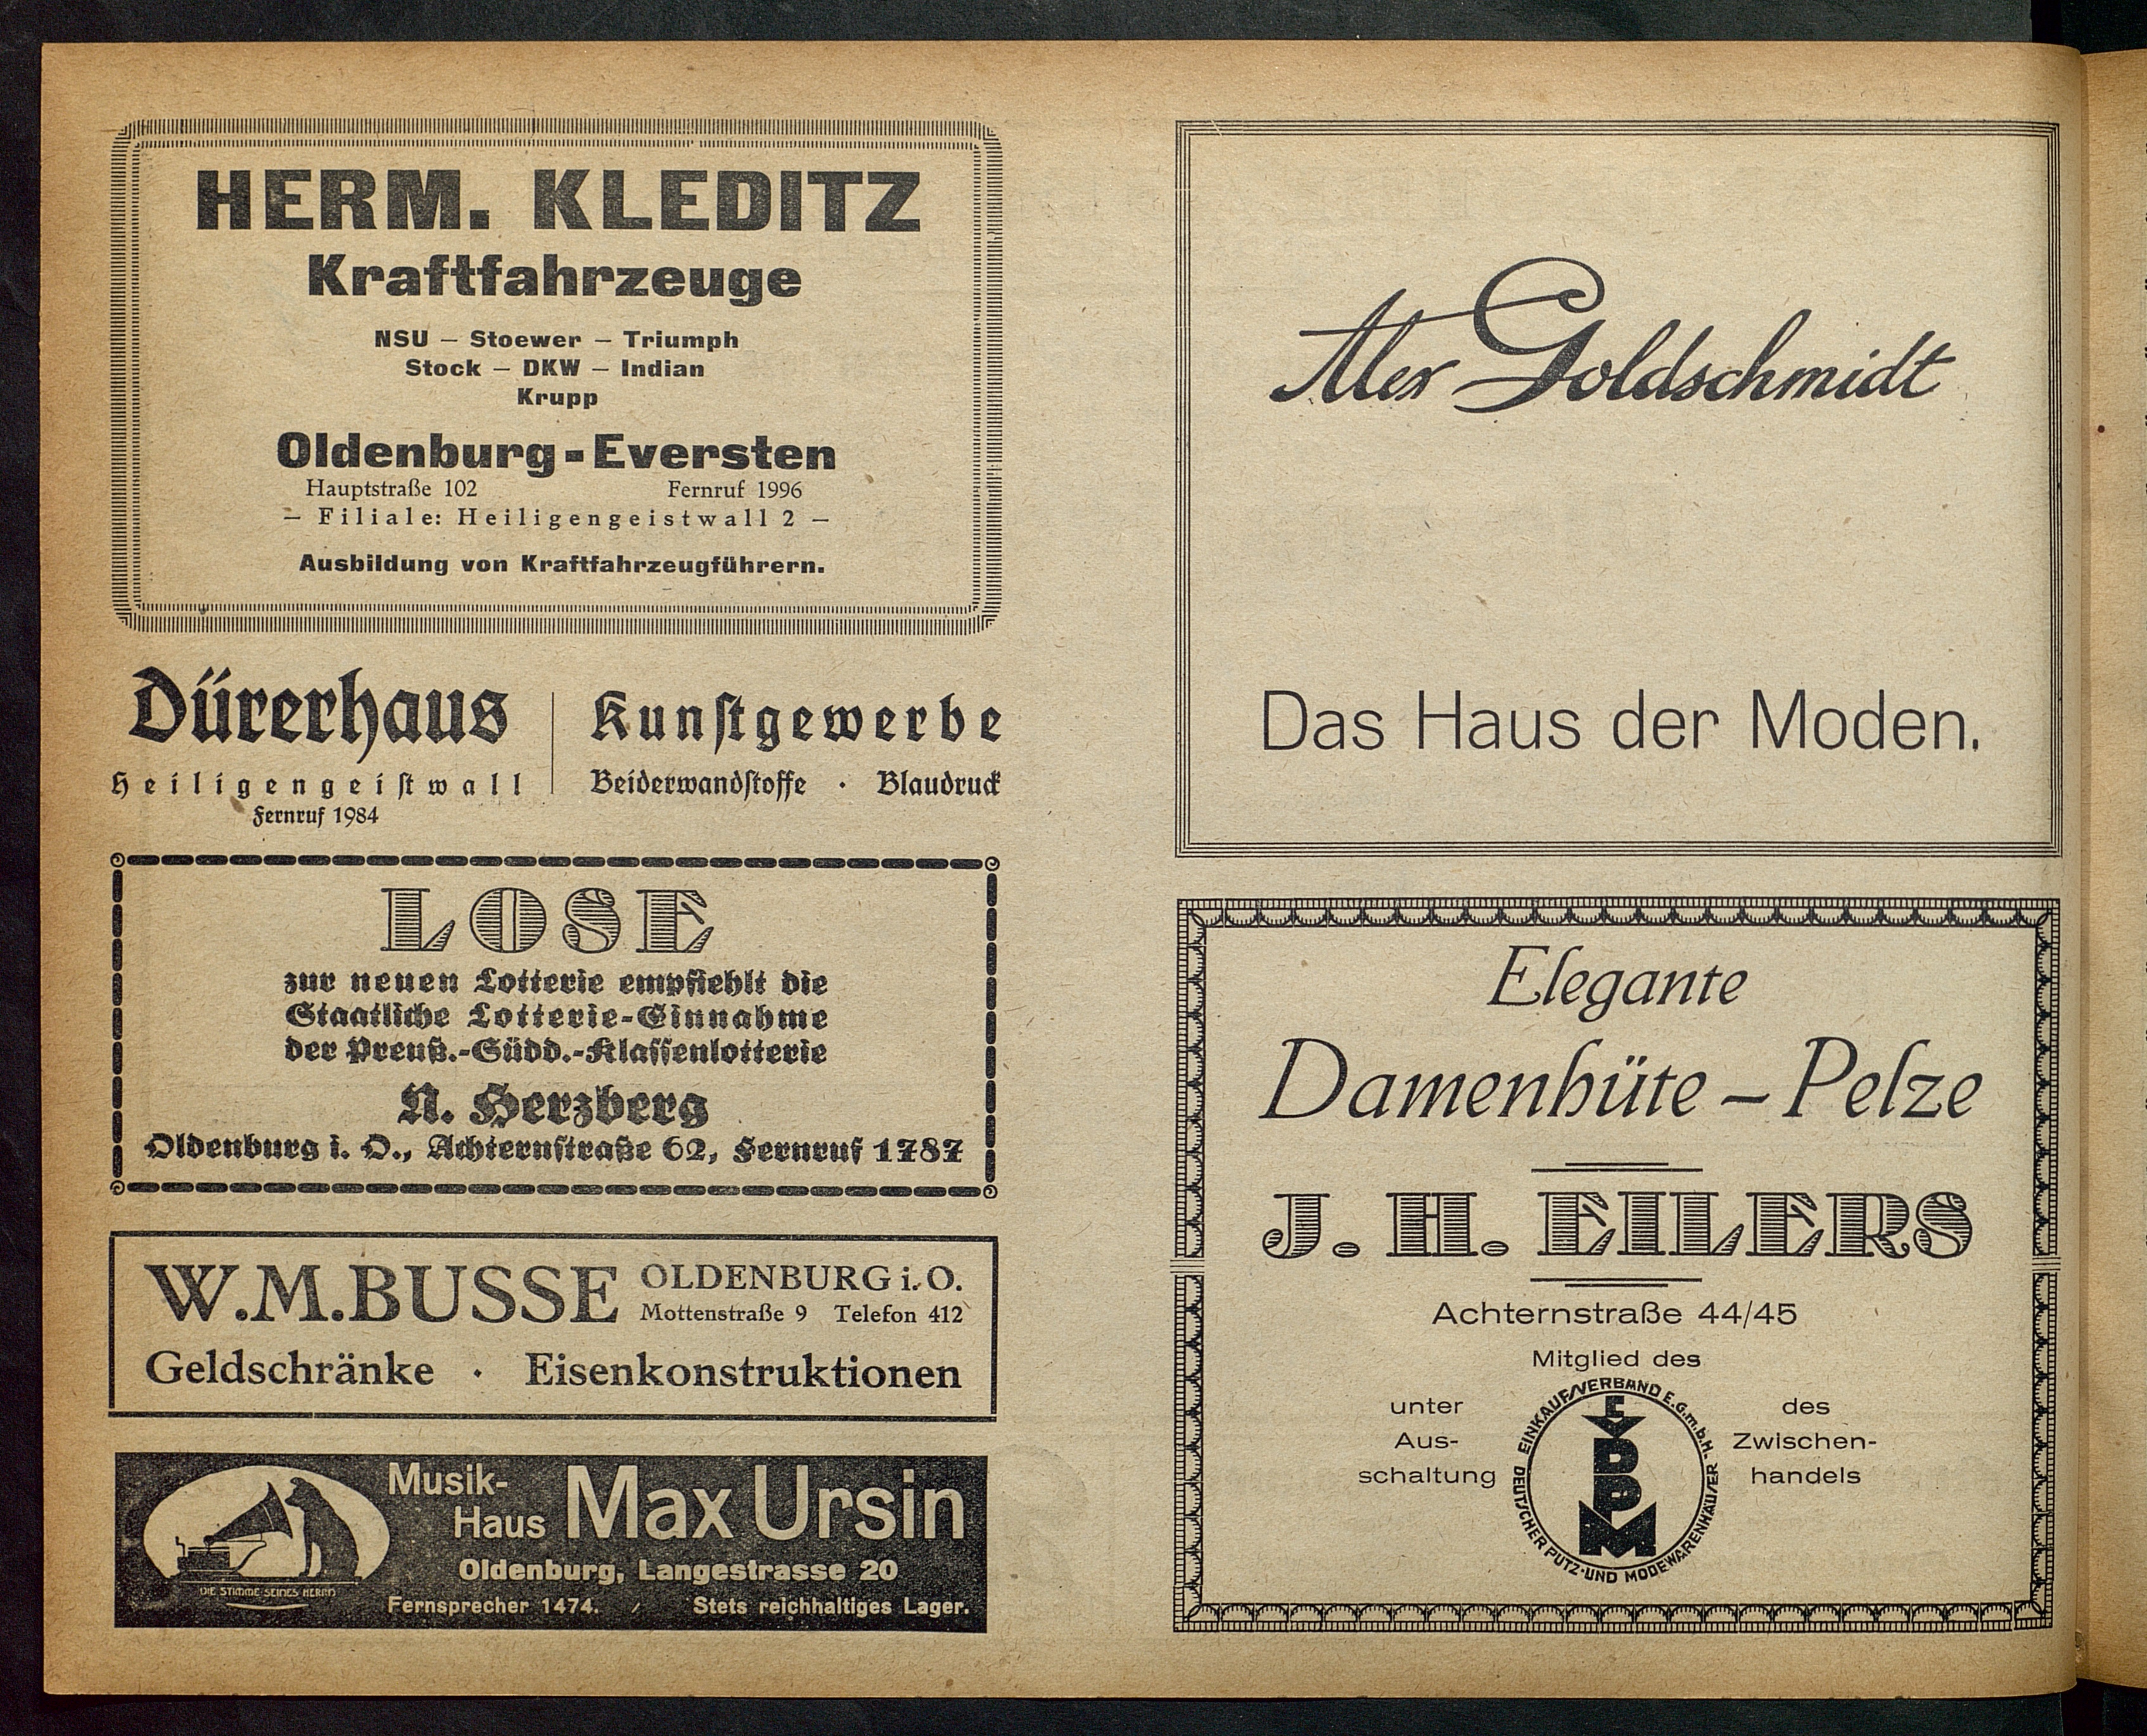 HERM. KLEDITZ
Kraftfahrzeuge
NSU — Stoewer — Triumph
Stock — DKW — Indian
Krupp
Oldenburg-Eversten
Hauptstraße 102 Fernruf 1996
— Filiale: Heiligengeistwall 2 —
Ausbildung von Kraftfahrzeugführern.
Dürerhaus
Heiligengeistwall
Fernruf 1984
Kunstgewerbe
Beiderwandstoffe · Blaudruck
LOSE
zur neuen Lotterie empfiehlt die
Staatliche Lotterie-Einnahme
der Preuß.-Südd.-Klassenlotterie
N. Herzberg
Oldenburg i. O., Achternstraße 62, Fernruf 1787
W.M.BUSSE OLDENBURG i. O.
Mottenstraße 9 Telefon 412
Geldschränke · Eisenkonstruktionen
Musik-
Haus Max Ursin
Oldenburg, Langestrasse 20
Fernsprecher 1474. Stets reichhaltiges Lager.
DIE STIMME SEINES HERRN
Alex Goldschmidt
Das Haus der Moden.
Elegante
Damenhüte – Pelze
J. H. EILERS
Achternstraße 44/45
Mitglied des
unter
Aus-
schaltung
EINKAUFSVERBAND E.G.m.b.H.
DEUTSCHER PUTZ-UND MODEWARENHÄUSER
E
V
D
P
M
des
Zwischen-
handels